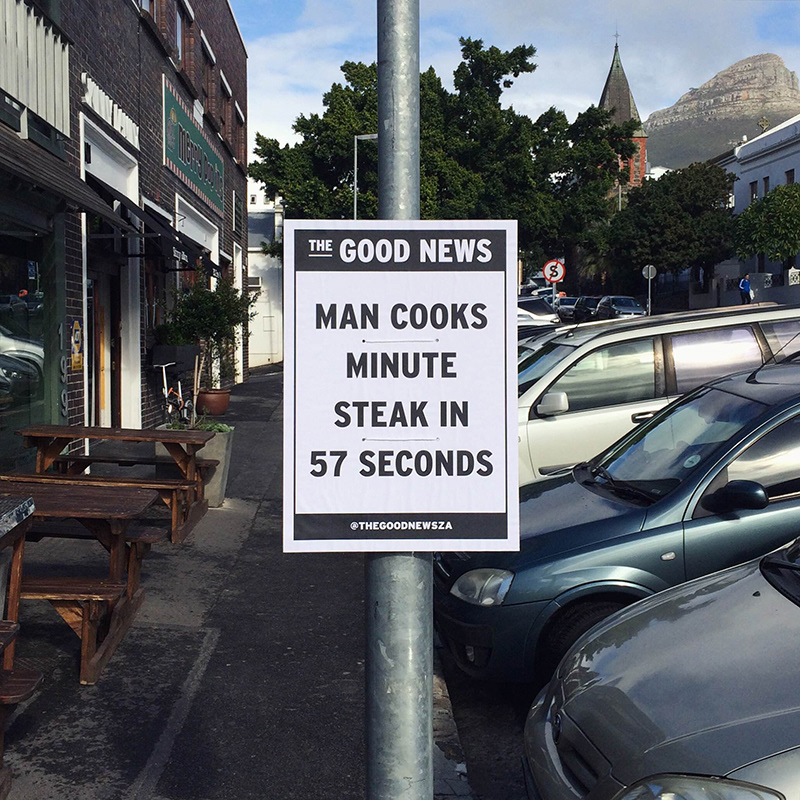 THE GOOD NEWS
MAN COOKS
MINUTE
STEAK IN
57 SECONDS
@THEGOODNEWSZA